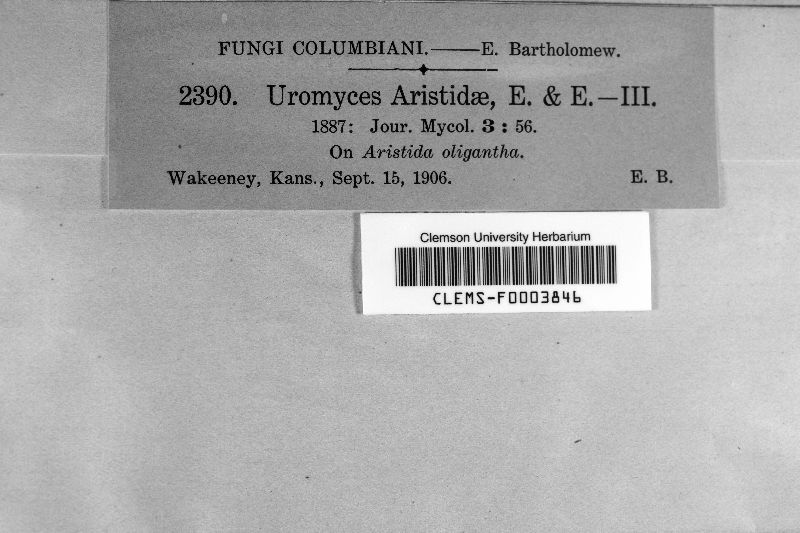 FUNGI COLUMBIANI.——E. Bartholomew.
2390. Uromyces Aristidæ, E. & E.—III.
1887: Jour. Mycol. 3 : 56.
On Aristida oligantha.
Wakeeney, Kans., Sept. 15, 1906. E. B.
Clemson University Herbarium
CLEMS-F0003846